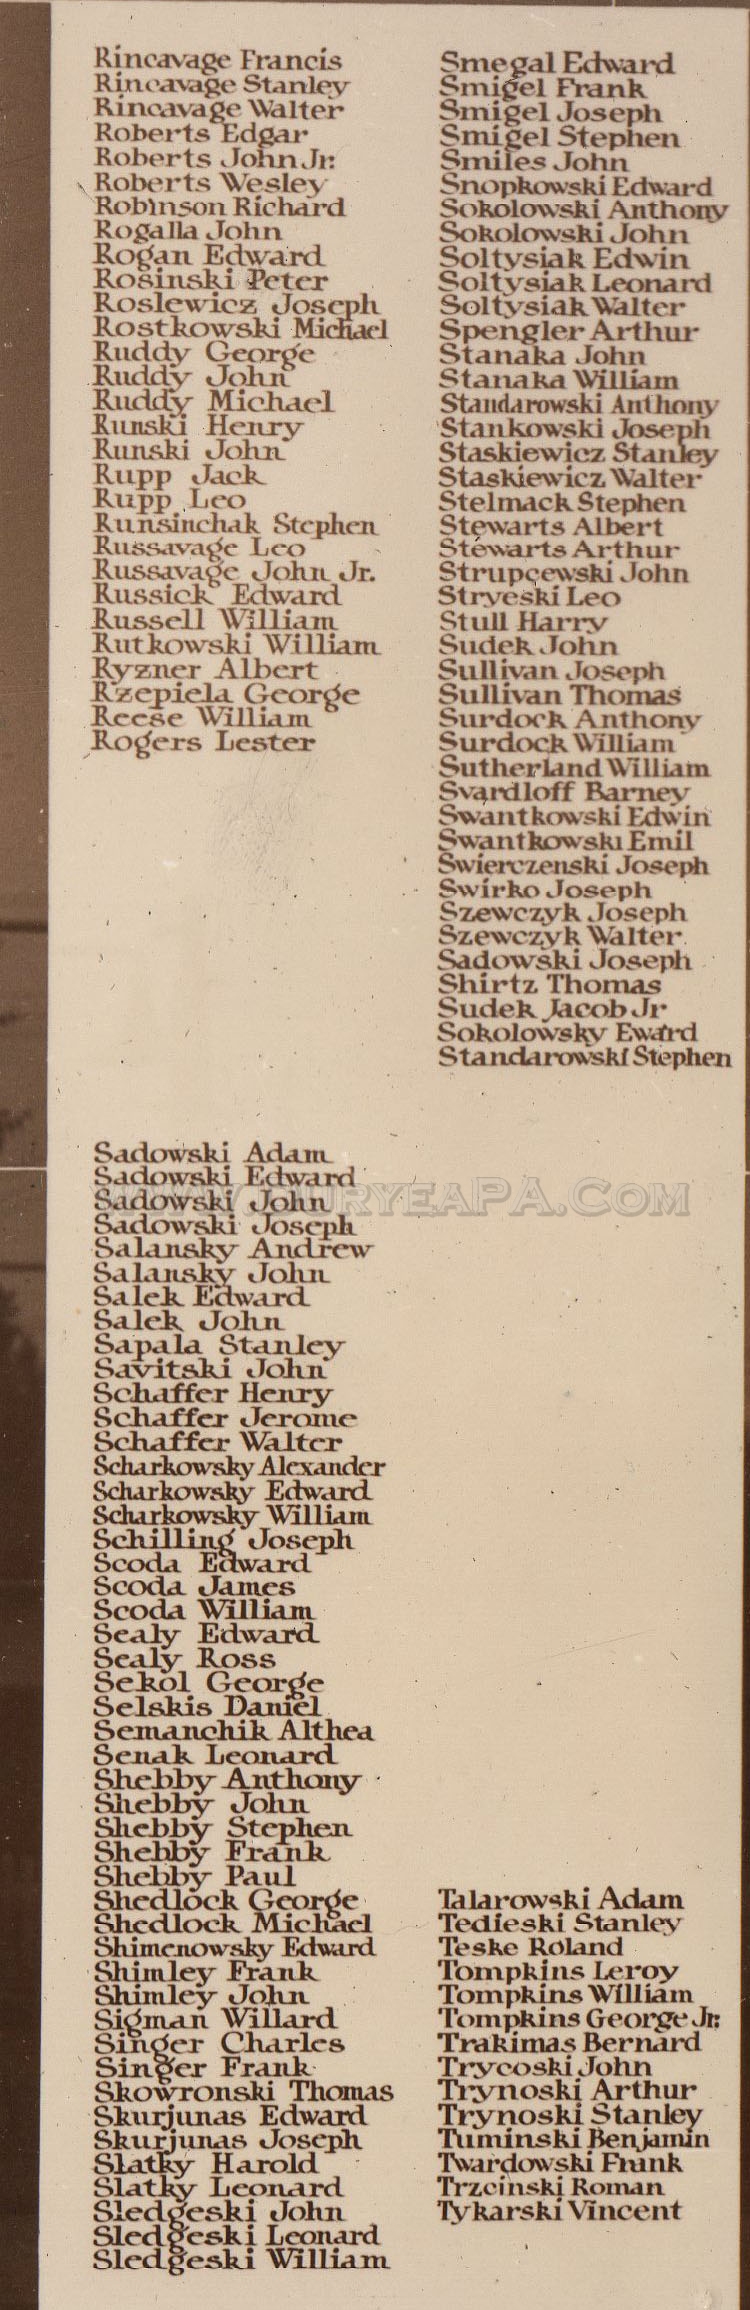 Rincavage Francis
Rincavage Stanley
Rincavage Walter
Roberts Edgar
Roberts John Jr.
Roberts Wesley
Robinson Richard
Rogalla John
Rogan Edward
Rosinski Peter
Roslewicz Joseph
Rostkowski Michael
Ruddy George
Ruddy John
Ruddy Michael
Runski Henry
Runski John
Rupp Jack
Rupp Leo
Runsinchak Stephen
Russavage Leo
Russavage John Jr.
Russick Edward
Russell William
Rutkowski William
Ryzner Albert
Rzepiela George
Reese William
Rogers Lester
Sadowski Adam
Sadowski Edward
Sadowski John
Sadowski Joseph
Salansky Andrew
Salansky John
Salek Edward
Salek John
Sapala Stanley
Savitski John
Schaffer Henry
Schaffer Jerome
Schaffer Walter
Scharkowsky Alexander
Scharkowsky Edward
Scharkowsky William
Schilling Joseph
Scoda Edward
Scoda James
Scoda William
Sealy Edward
Sealy Ross
Sekol George
Selskis Daniel
Semanchik Althea
Senak Leonard
Shebby Anthony
Shebby John
Shebby Stephen
Shebby Frank
Shebby Paul
Shedlock George
Shedlock Michael
Shimenowsky Edward
Shimley Frank
Shimley John
Sigman Willard
Singer Charles
Singer Frank
Skowronski Thomas
Skurjunas Edward
Skurjunas Joseph
Slatky Harold
Slatky Leonard
Sledgeski John
Sledgeski Leonard
Sledgeski William
Smegal Edward
Smigel Frank
Smigel Joseph
Smigel Stephen
Smiles John
Snopkowski Edward
Sokolowski Anthony
Sokolowski John
Soltysiak Edwin
Soltysiak Leonard
Soltysiak Walter
Spengler Arthur
Stanaka John
Stanaka William
Standarowski Anthony
Stankowski Joseph
Staskiewicz Stanley
Staskiewicz Walter
Stelmack Stephen
Stewarts Albert
Stewarts Arthur
Strupcewski John
Stryeski Leo
Stull Harry
Sudek John
Sullivan Joseph
Sullivan Thomas
Surdock Anthony
Surdock William
Sutherland William
Svardloff Barney
Swantkowski Edwin
Swantkowski Emil
Swierczenski Joseph
Swirko Joseph
Szewczyk Joseph
Szewczyk Walter
Sadowski Joseph
Shirtz Thomas
Sudek Jacob Jr
Sokolowsky Eward
Standarowski Stephen
Talarowski Adam
Tedieski Stanley
Teske Roland
Tompkins Leroy
Tompkins William
Tompkins George Jr.
Trakimas Bernard
Trycoski John
Trynoski Arthur
Trynoski Stanley
Tuminski Benjamin
Twardowski Frank
Trzcinski Roman
Tykarski Vincent
www.DuryeaPA.com